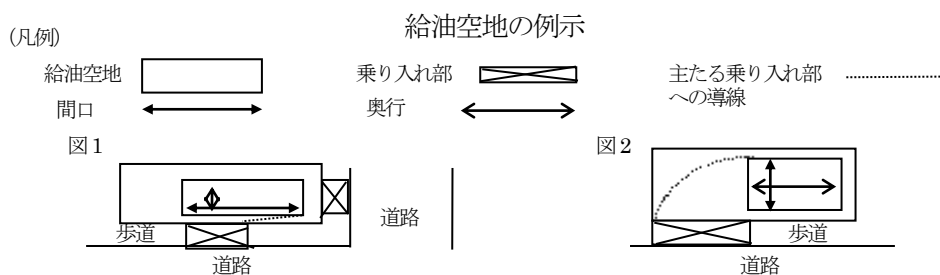 給油空地の例示
(凡例)
給油空地
乗り入れ部
主たる乗り入れ部
への導線
間口
奥行
図1
図2
道路
歩道
歩道
道路
道路